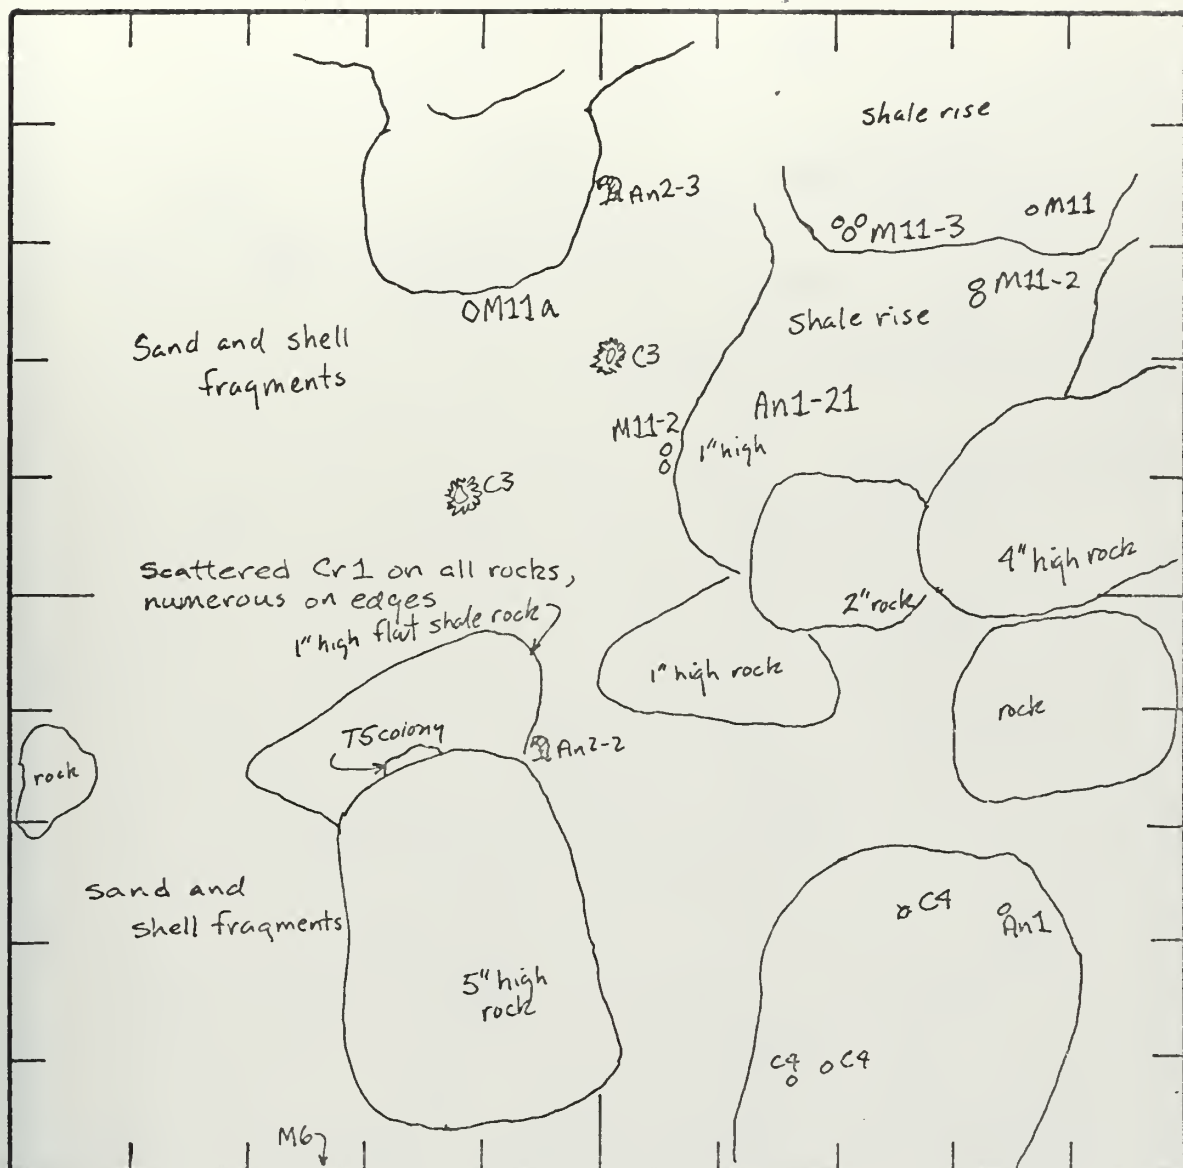 Shale rise
An2-3
M11
M11-3
M11-2
M11a
Shale rise
Sand and shell
fragments
C3
An1-21
M11-2
1" high
C3
4" high rock
Scattered Cr1 on all rocks,
numerous on edges
2" rock
1" high flat shale rock
1" high rock
rock
T5 colony
An2-2
rock
Sand and
shell fragments
C4
An1
5" high
rock
C4
C4
M6